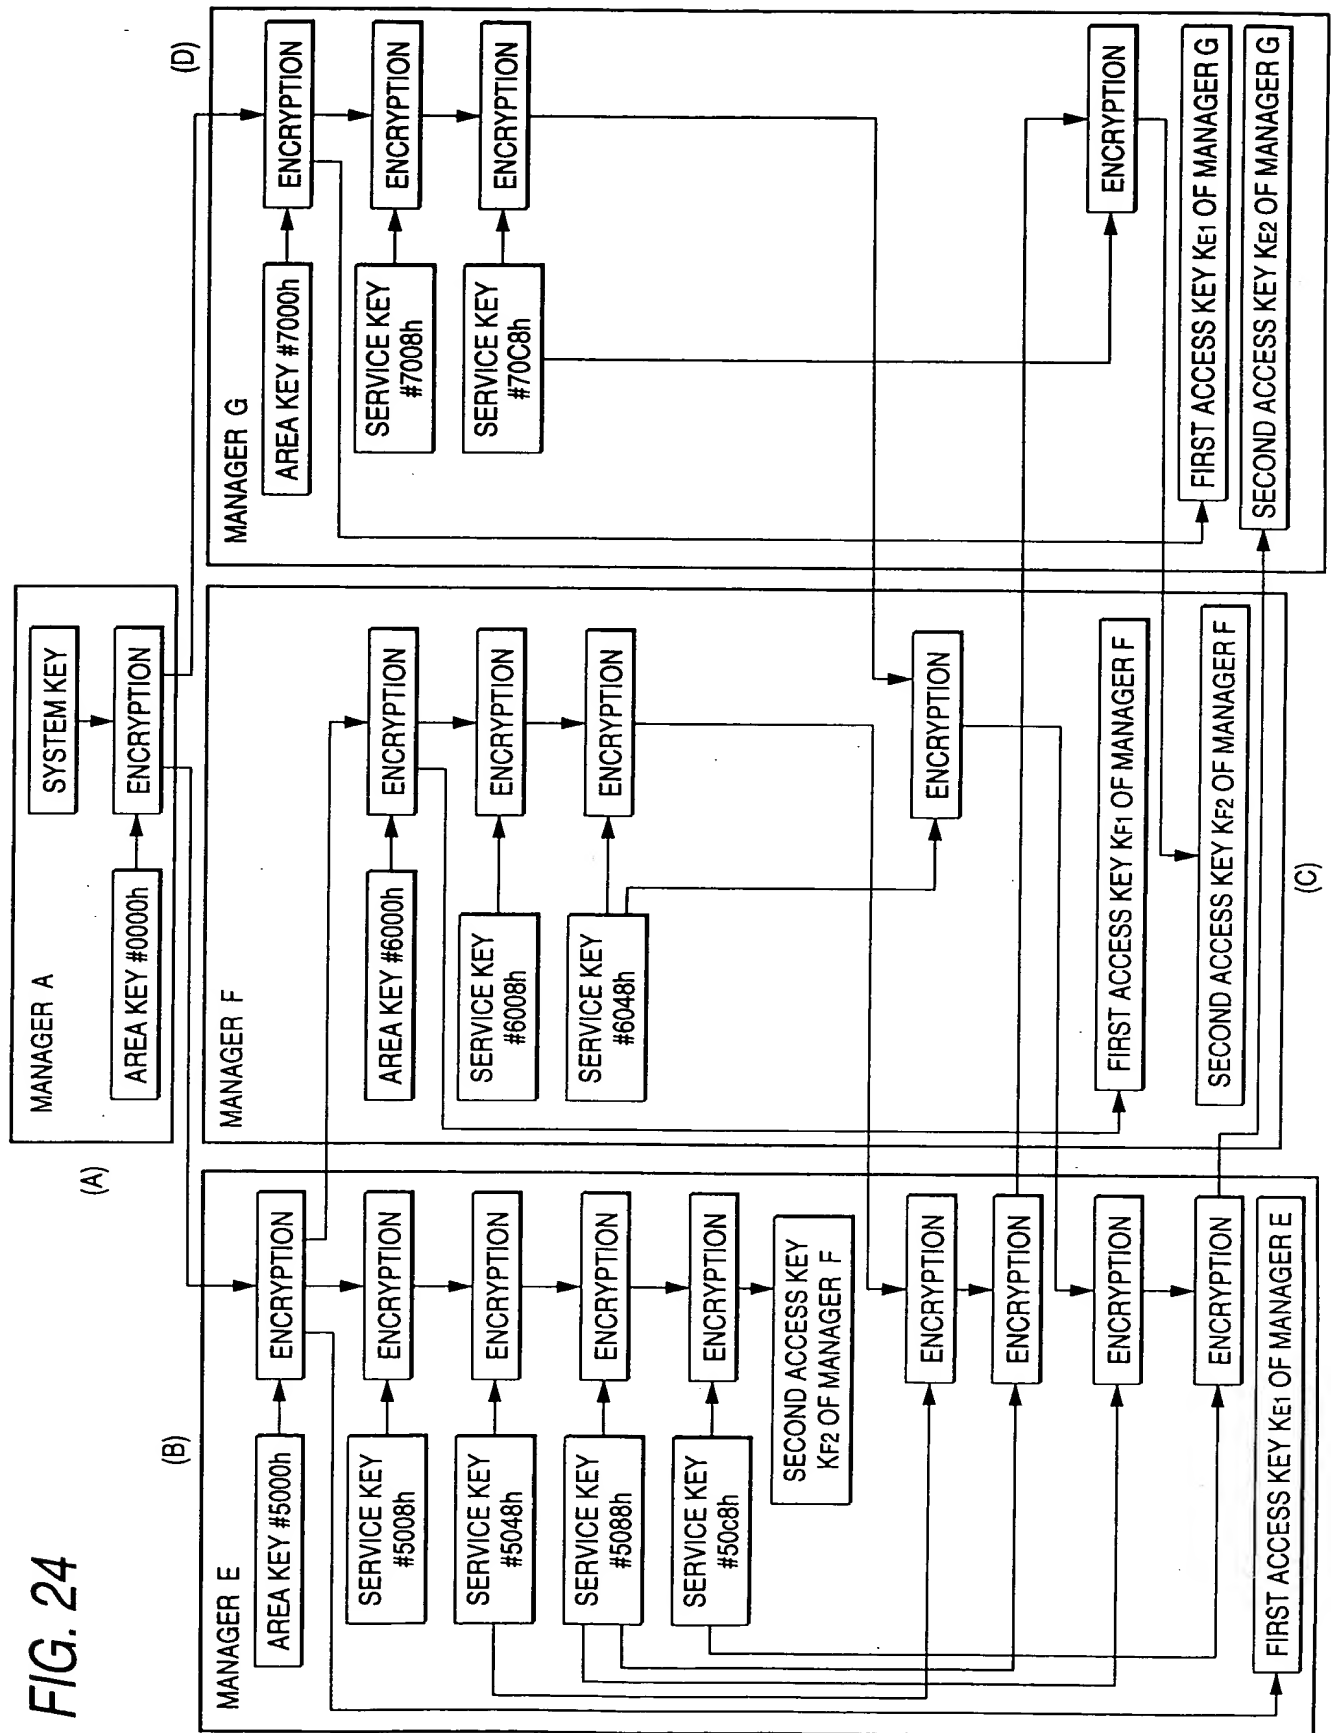 FIG. 24
(A)
MANAGER A
SYSTEM KEY
AREA KEY #0000h
ENCRYPTION
(B)
MANAGER E
AREA KEY #5000h
ENCRYPTION
SERVICE KEY
#5008h
ENCRYPTION
SERVICE KEY
#5048h
ENCRYPTION
SERVICE KEY
#5088h
ENCRYPTION
SERVICE KEY
#50c8h
ENCRYPTION
SECOND ACCESS KEY
KF2 OF MANAGER F
ENCRYPTION
ENCRYPTION
ENCRYPTION
ENCRYPTION
FIRST ACCESS KEY KE1 OF MANAGER E
MANAGER F
AREA KEY #6000h
ENCRYPTION
SERVICE KEY
#6008h
ENCRYPTION
SERVICE KEY
#6048h
ENCRYPTION
ENCRYPTION
FIRST ACCESS KEY KF1 OF MANAGER F
SECOND ACCESS KEY KF2 OF MANAGER F
(C)
(D)
MANAGER G
AREA KEY #7000h
ENCRYPTION
SERVICE KEY
#7008h
ENCRYPTION
SERVICE KEY
#70C8h
ENCRYPTION
ENCRYPTION
FIRST ACCESS KEY KE1 OF MANAGER G
SECOND ACCESS KEY KE2 OF MANAGER G